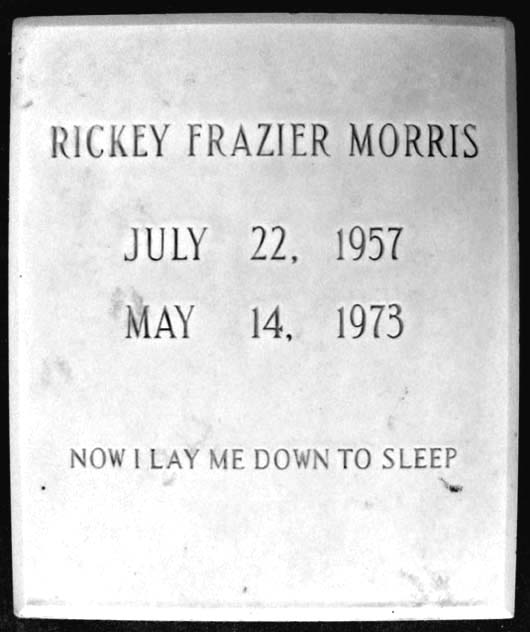 RICKEY FRAZIER MORRIS
JULY 22, 1957
MAY 14, 1973
NOW I LAY ME DOWN TO SLEEP